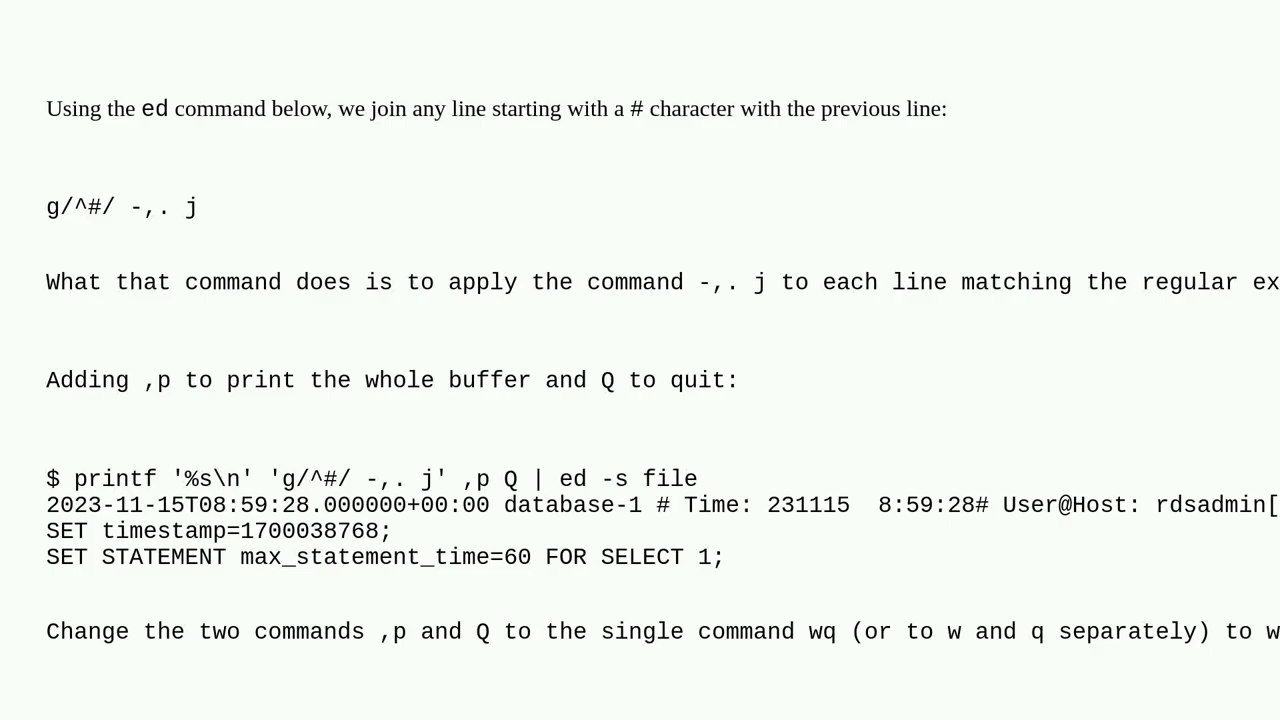 Using the ed command below, we join any line starting with a # character with the previous line:
g/^#/ -,. j
What that command does is to apply the command -,. j to each line matching the regular ex
Adding ,p to print the whole buffer and Q to quit:
$ printf '%s\n' 'g/^#/ -,. j' ,p Q | ed -s file
2023-11-15T08:59:28.000000+00:00 database-1 # Time: 231115  8:59:28# User@Host: rdsadmin[
SET timestamp=1700038768;
SET STATEMENT max_statement_time=60 FOR SELECT 1;
Change the two commands ,p and Q to the single command wq (or to w and q separately) to w